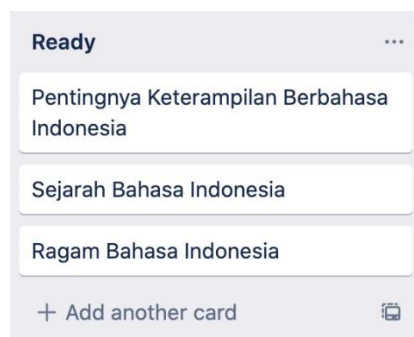 Ready
Pentingnya Keterampilan Berbahasa
Indonesia
Sejarah Bahasa Indonesia
Ragam Bahasa Indonesia
+ Add another card